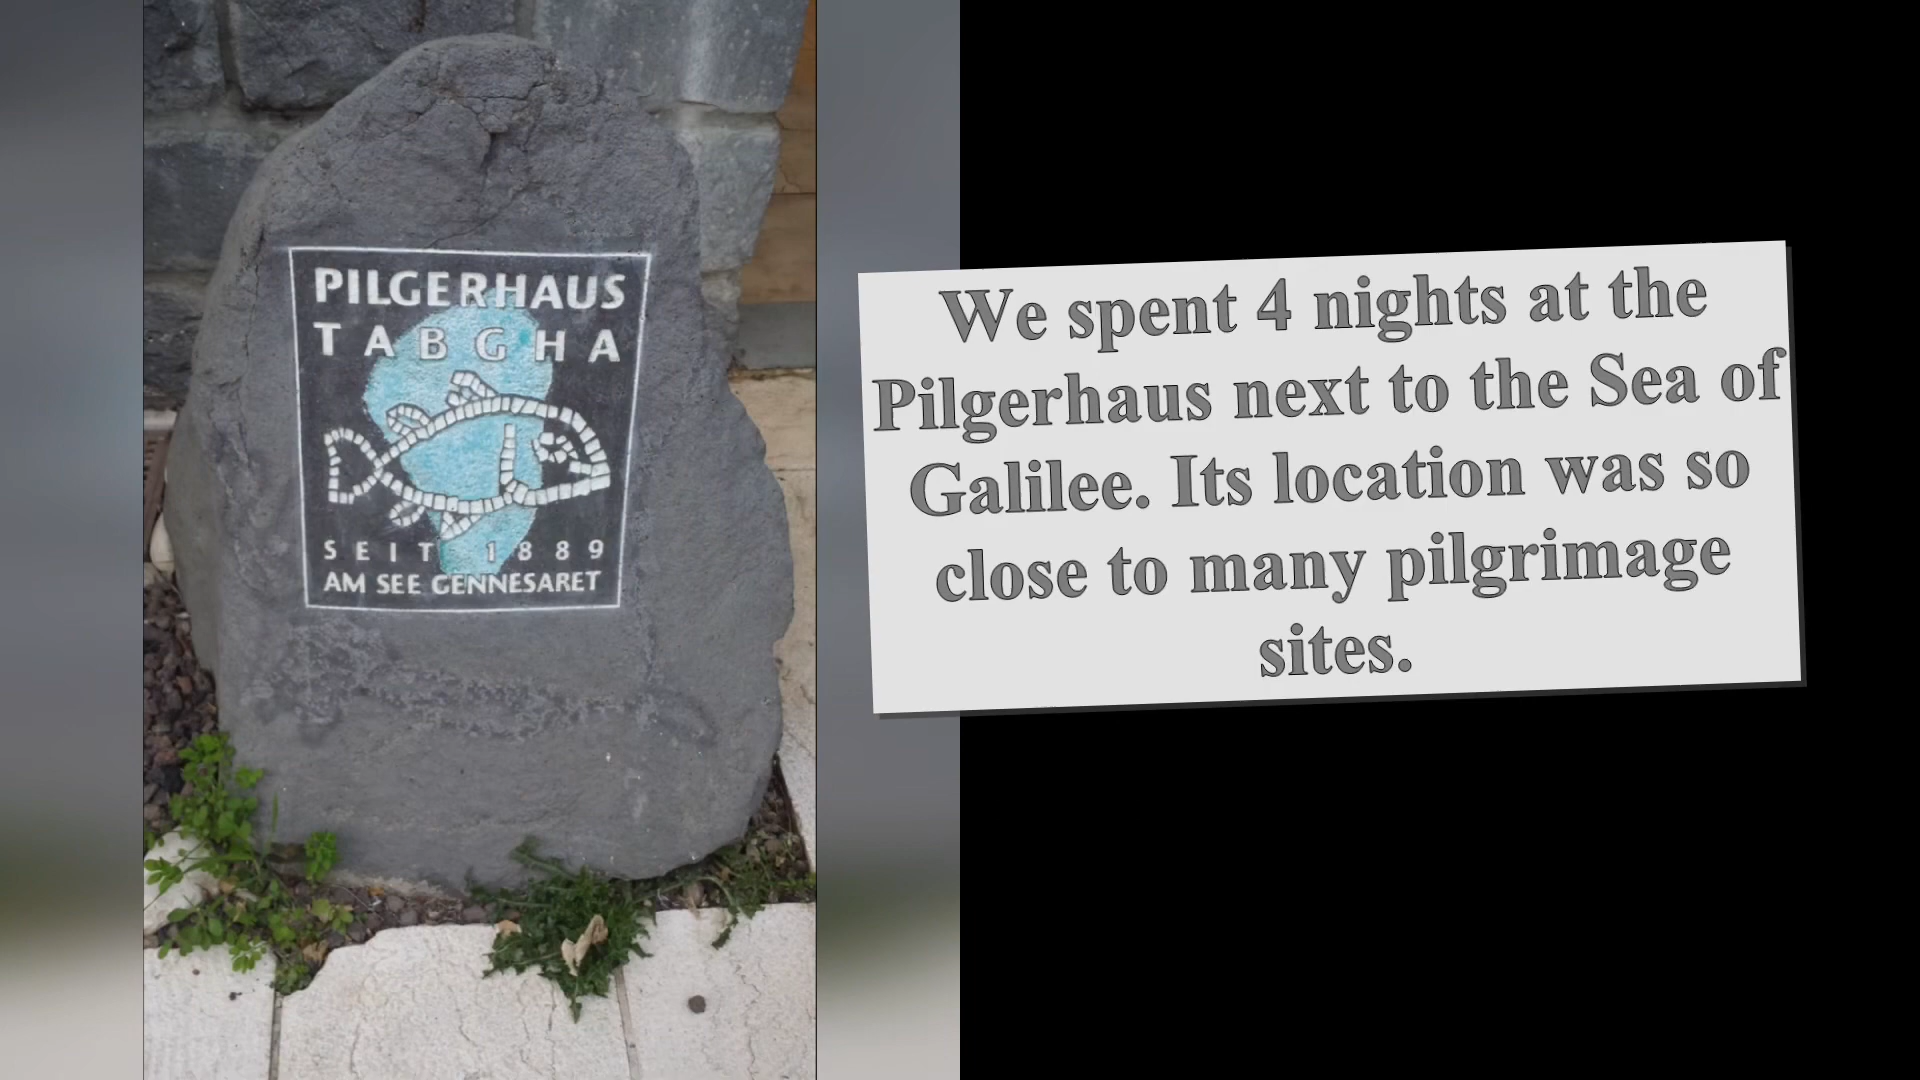 PILGERHAUS
TABGHA
SEIT 1889
AM SEE GENNESARET
We spent 4 nights at the
Pilgerhaus next to the Sea of
Galilee. Its location was so
close to many pilgrimage
sites.